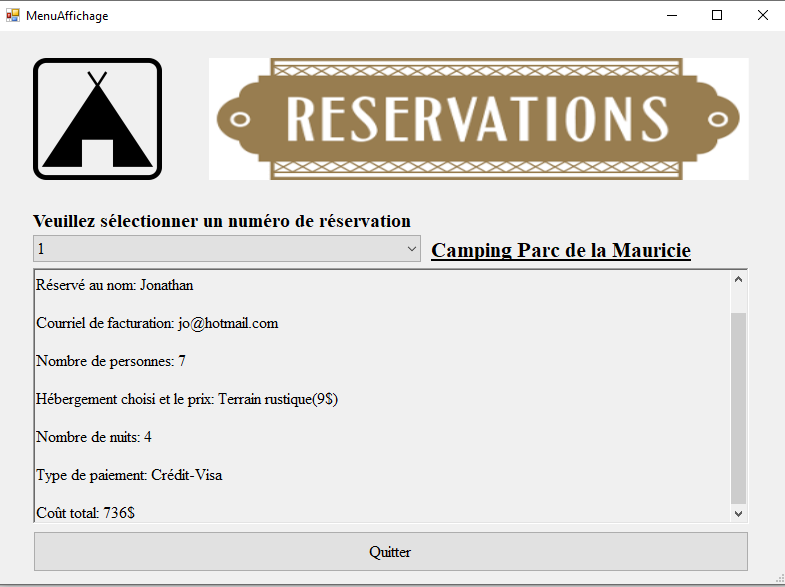 MenuAffichage
RESERVATIONS
Veuillez sélectionner un numéro de réservation
1
Camping Parc de la Mauricie
Réservé au nom: Jonathan
Courriel de facturation: jo@hotmail.com
Nombre de personnes: 7
Hébergement choisi et le prix: Terrain rustique(9$)
Nombre de nuits: 4
Type de paiement: Crédit-Visa
Coût total: 736$
Quitter